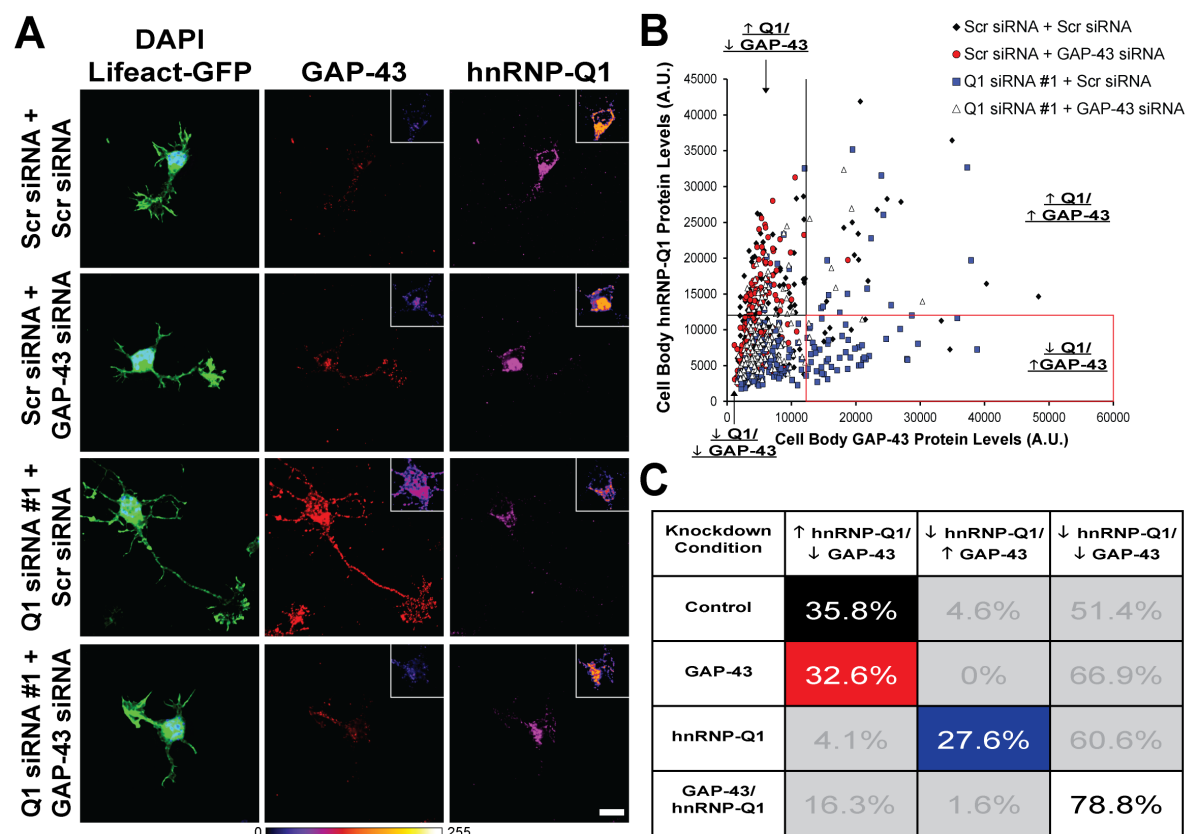 A
DAPI
Lifeact-GFP
GAP-43
hnRNP-Q1
Scr siRNA +
Scr siRNA
Scr siRNA +
GAP-43 siRNA
Q1 siRNA #1 +
Scr siRNA
Q1 siRNA #1 +
GAP-43 siRNA
0
255
B
↑ Q1/
↓ GAP-43
Scr siRNA + Scr siRNA
Scr siRNA + GAP-43 siRNA
Q1 siRNA #1 + Scr siRNA
Q1 siRNA #1 + GAP-43 siRNA
Cell Body hnRNP-Q1 Protein Levels (A.U.)
45000
40000
35000
30000
25000
20000
15000
10000
5000
0
↑ Q1/
↑ GAP-43
↓ Q1/
↑GAP-43
0 10000 20000 30000 40000 50000 60000
Cell Body GAP-43 Protein Levels (A.U.)
↓ Q1/
↓ GAP-43
C
Knockdown Condition ↑ hnRNP-Q1/ ↓ GAP-43 ↓ hnRNP-Q1/ ↑ GAP-43 ↓ hnRNP-Q1/ ↓ GAP-43
Control 35.8% 4.6% 51.4%
GAP-43 32.6% 0% 66.9%
hnRNP-Q1 4.1% 27.6% 60.6%
GAP-43/ hnRNP-Q1 16.3% 1.6% 78.8%